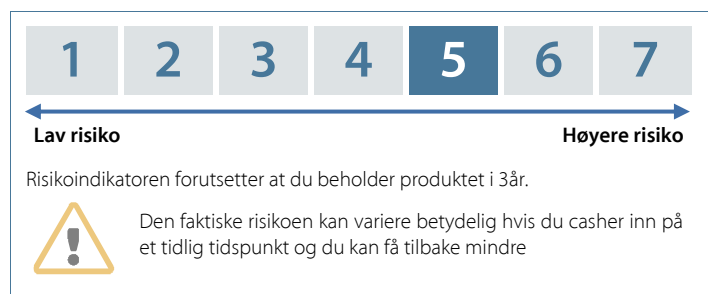 1 2 3 4 5 6 7
Lav risiko Høyere risiko
Risikoindikatoren forutsetter at du beholder produktet i 3år.
Den faktiske risikoen kan variere betydelig hvis du casher inn på
et tidlig tidspunkt og du kan få tilbake mindre